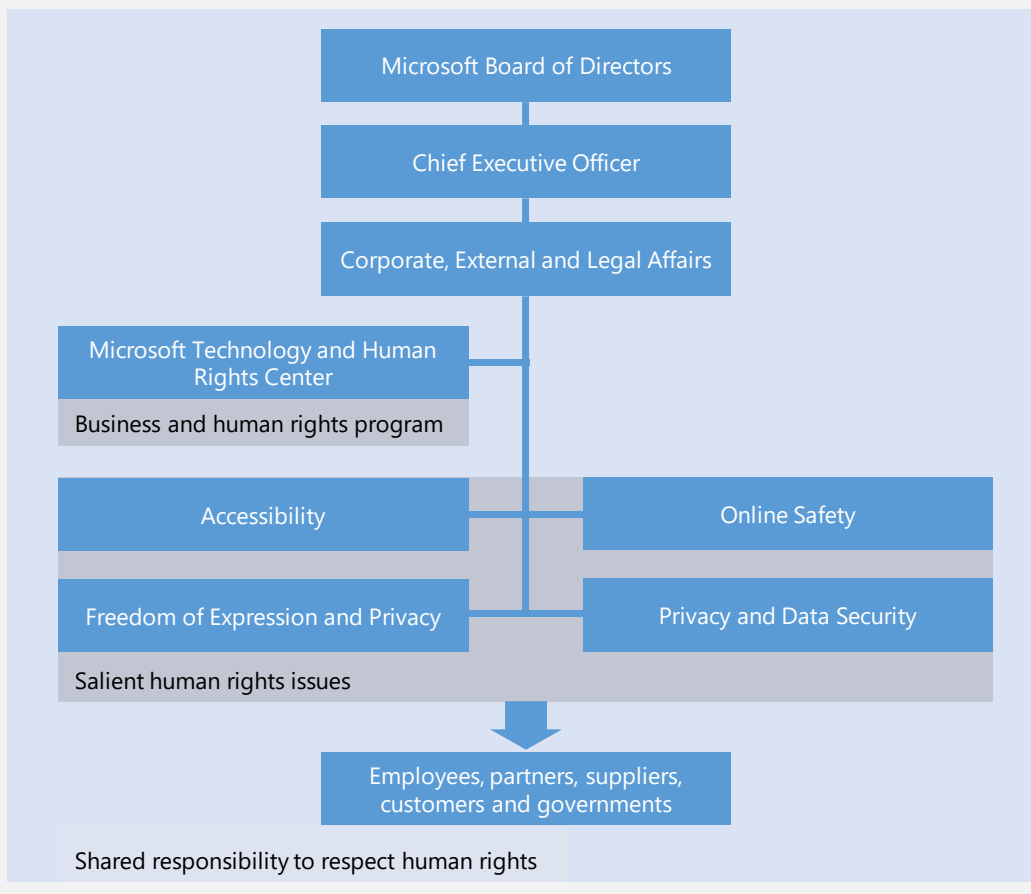 Microsoft Board of Directors
Chief Executive Officer
Corporate, External and Legal Affairs
Microsoft Technology and Human
Rights Center
Business and human rights program
Accessibility
Online Safety
Freedom of Expression and Privacy
Privacy and Data Security
Salient human rights issues
Employees, partners, suppliers,
customers and governments
Shared responsibility to respect human rights